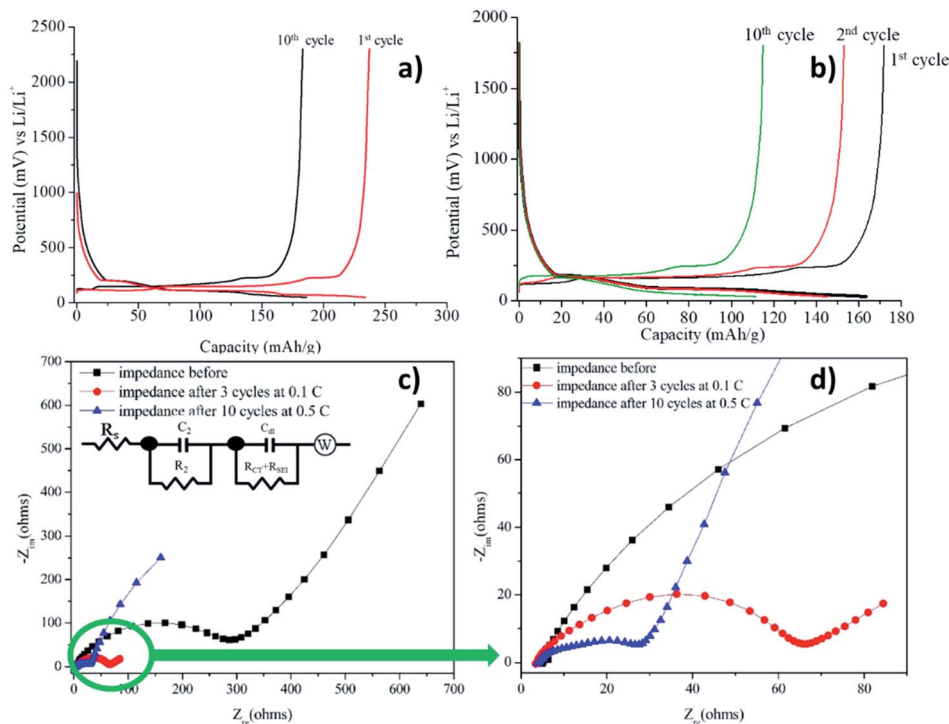 a)
10th cycle
1st cycle
2500
2000
1500
1000
500
0
Potential (mV) vs Li/Li+
0 50 100 150 200 250 300
Capacity (mAh/g)
b)
10th cycle
2nd cycle
1st cycle
2000
1500
1000
500
0
Potential (mV) vs Li/Li+
0 20 40 60 80 100 120 140 160 180
Capacity (mAh/g)
c)
impedance before
impedance after 3 cycles at 0.1 C
impedance after 10 cycles at 0.5 C
Rs
C2
R2
Cdl
RCT+RSEI
W
700
600
500
400
300
200
100
0
-Zim(ohms)
0 100 200 300 400 500 600 700
Zre(ohms)
d)
impedance before
impedance after 3 cycles at 0.1 C
impedance after 10 cycles at 0.5 C
80
60
40
20
0
-Zim(ohms)
0 20 40 60 80
Zre(ohms)